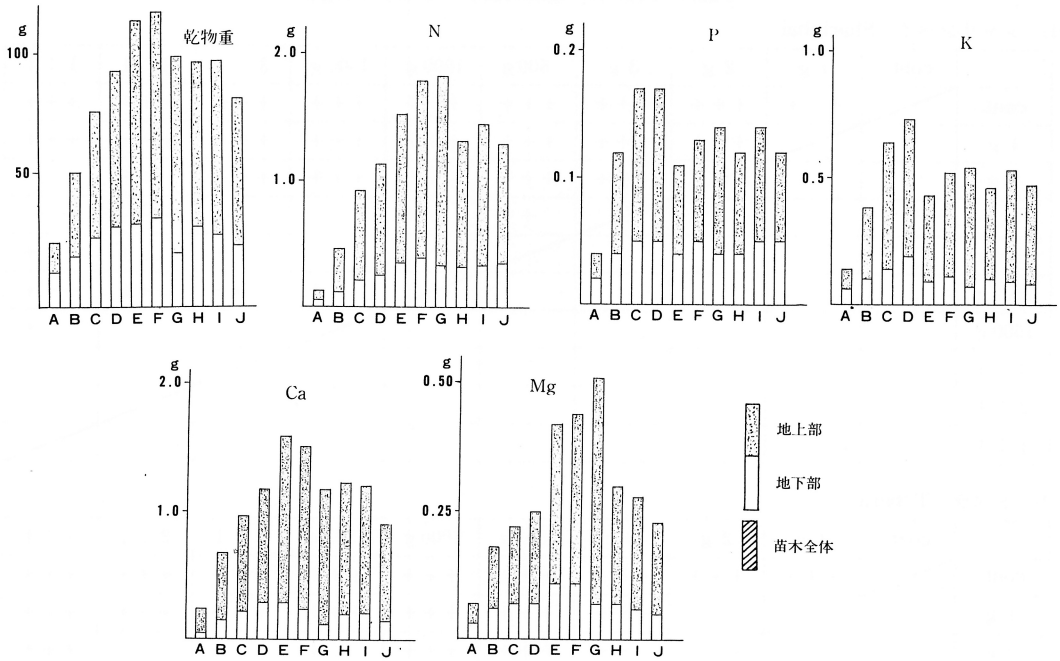 g
乾物重
100
50
A B C D E F G H I J
g
N
2.0
1.0
A B C D E F G H I J
g
P
0.2
0.1
A B C D E F G H I J
g
K
1.0
0.5
A B C D E F G H I J
g
Ca
2.0
1.0
A B C D E F G H I J
g
Mg
0.50
0.25
A B C D E F G H I J
地上部
地下部
苗木全体